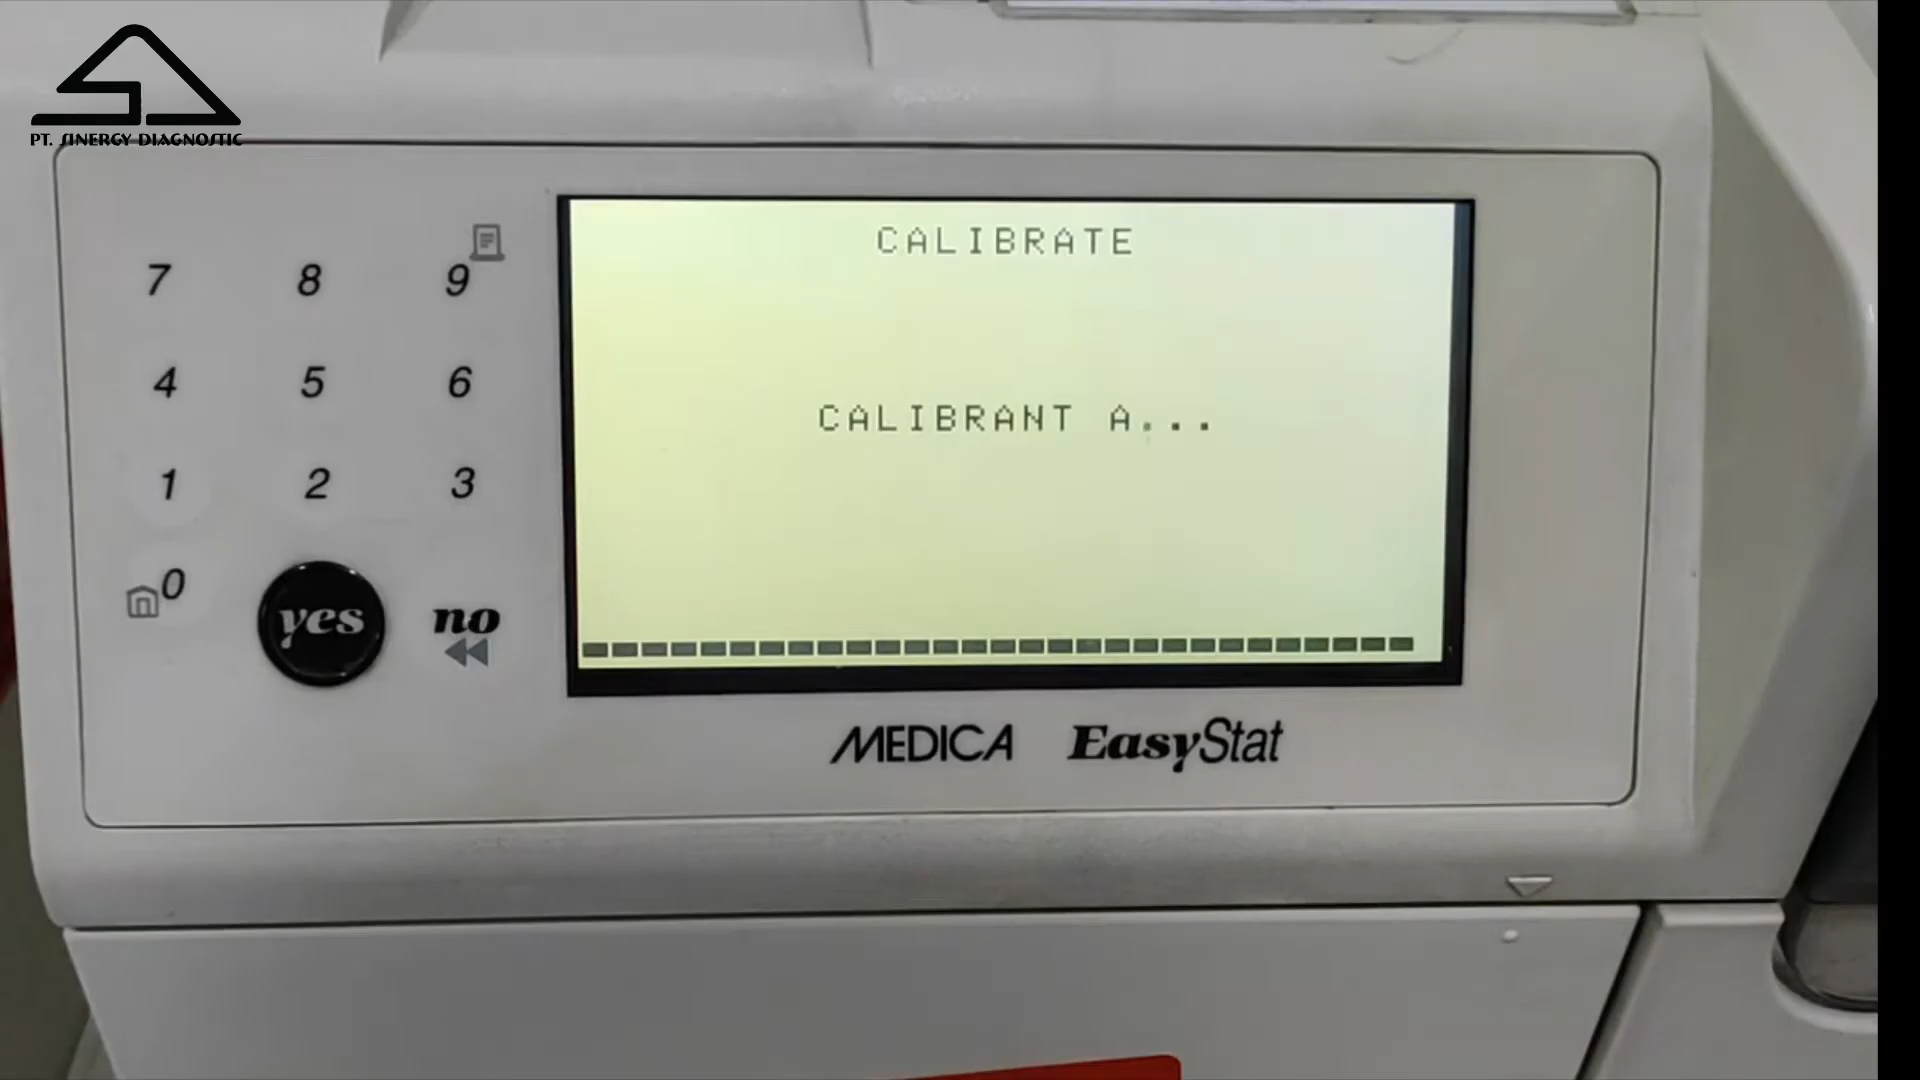 PT. SINERGY DIAGNOSTIC
CALIBRATE
CALIBRANT A...
7 8 9
4 5 6
1 2 3
0 yes no
MEDICA EasyStat